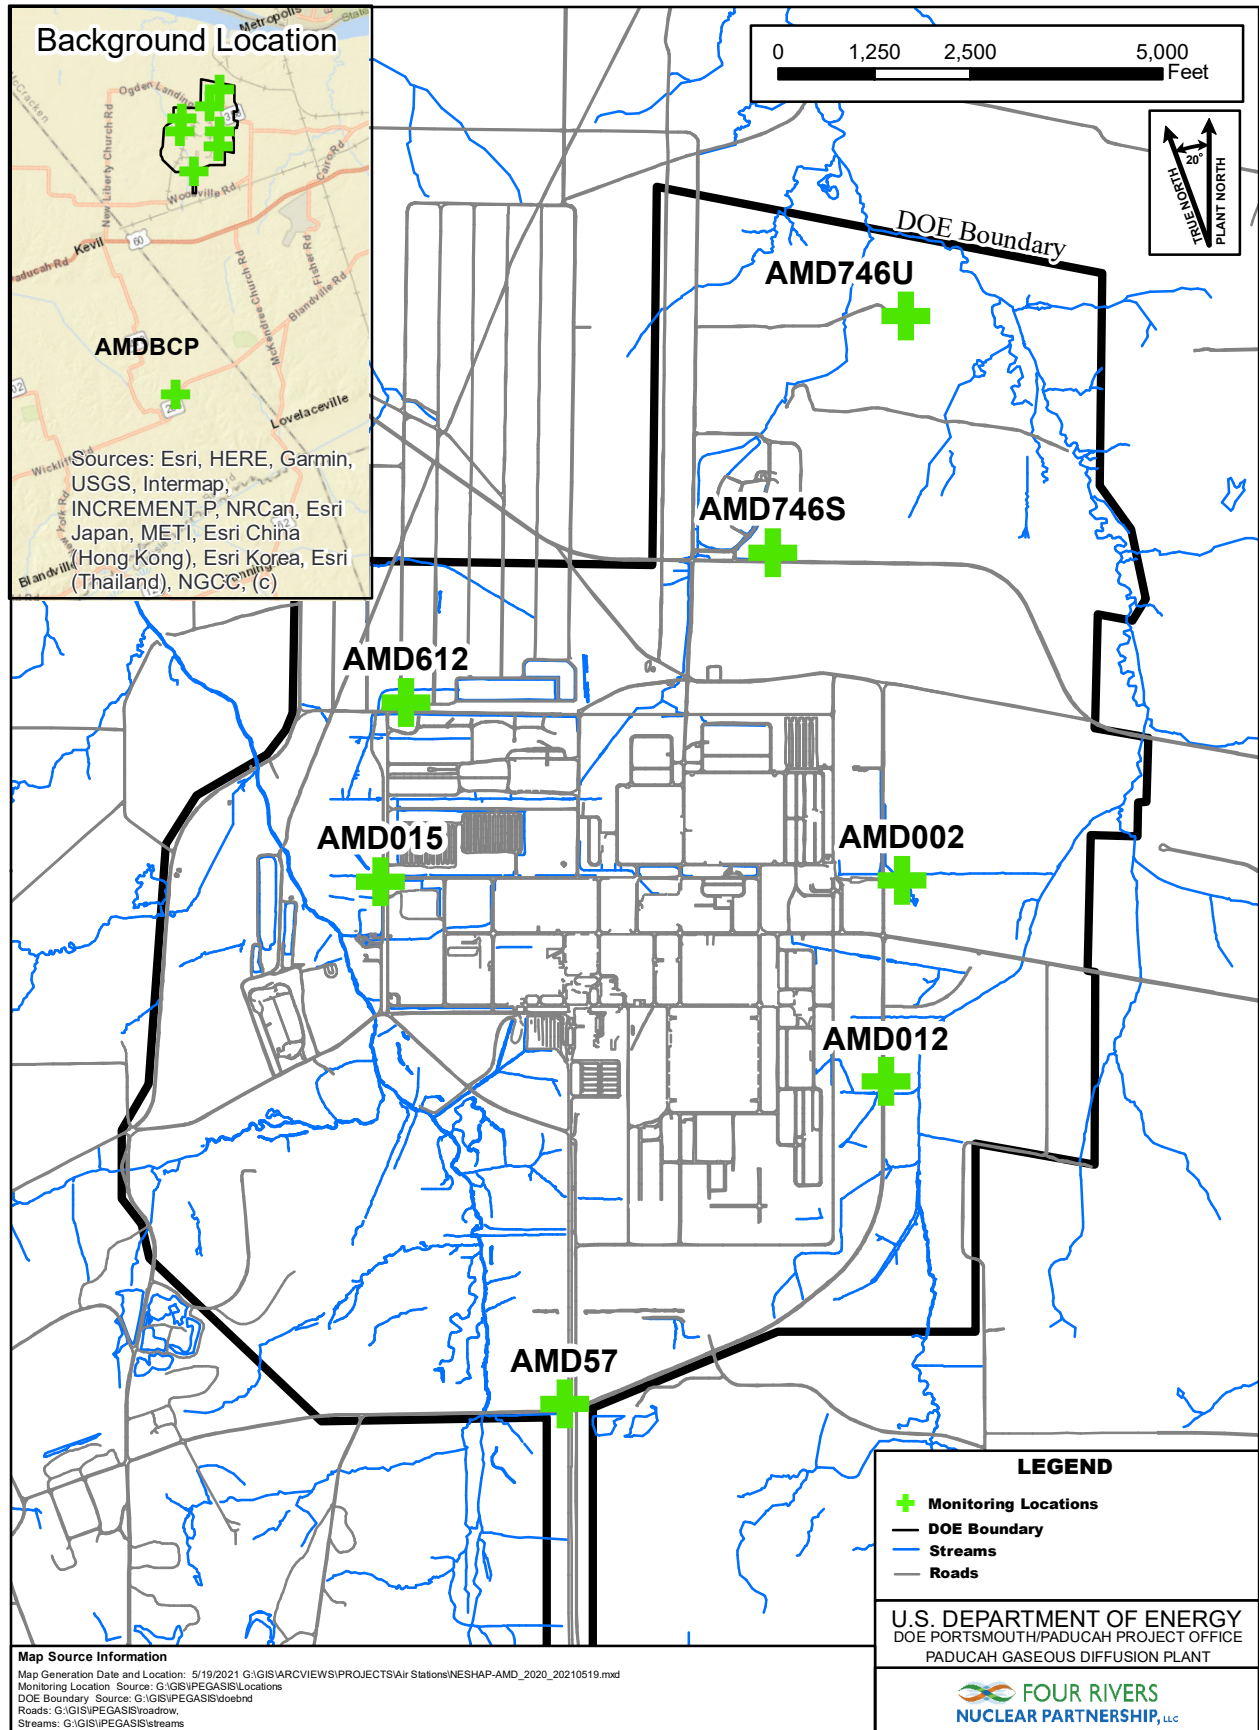 Background Location
Metropolis
State
McCracken
Ogden Landing
New Liberty Church Rd
Woodville Rd
Cairo Rd
Kevil
60
aducah Rd
McKendree Church Rd
Fisher Rd
Blandville Rd
AMDBCP
Lovelaceville
Wickliffe Rd
Blandville
62
Sources: Esri, HERE, Garmin,
USGS, Intermap,
INCREMENT P, NRCan, Esri
Japan, METI, Esri China
(Hong Kong), Esri Korea, Esri
(Thailand), NGCC, (c)
0 1,250 2,500 5,000
Feet
20°
TRUE NORTH
PLANT NORTH
DOE Boundary
AMD746U
AMD746S
AMD612
AMD015
AMD002
AMD012
AMD57
LEGEND
Monitoring Locations
DOE Boundary
Streams
Roads
U.S. DEPARTMENT OF ENERGY
DOE PORTSMOUTH/PADUCAH PROJECT OFFICE
PADUCAH GASEOUS DIFFUSION PLANT
FOUR RIVERS
NUCLEAR PARTNERSHIP, LLC
Map Source Information
Map Generation Date and Location: 5/19/2021 G:\GIS\ARCVIEWS\PROJECTS\Air Stations\NESHAP-AMD_2020_20210519.mxd
Monitoring Location Source: G:\GIS\PEGASIS\Locations
DOE Boundary Source: G:\GIS\PEGASIS\doebnd
Roads: G:\GIS\PEGASIS\roadrow,
Streams: G:\GIS\PEGASIS\streams